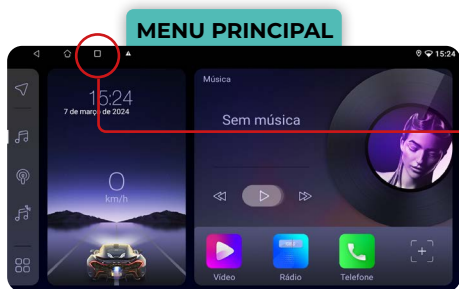 MENU PRINCIPAL
15:24
15:24
7 de março de 2024
0
km/h
Música
Sem música
Vídeo
Rádio
Telefone